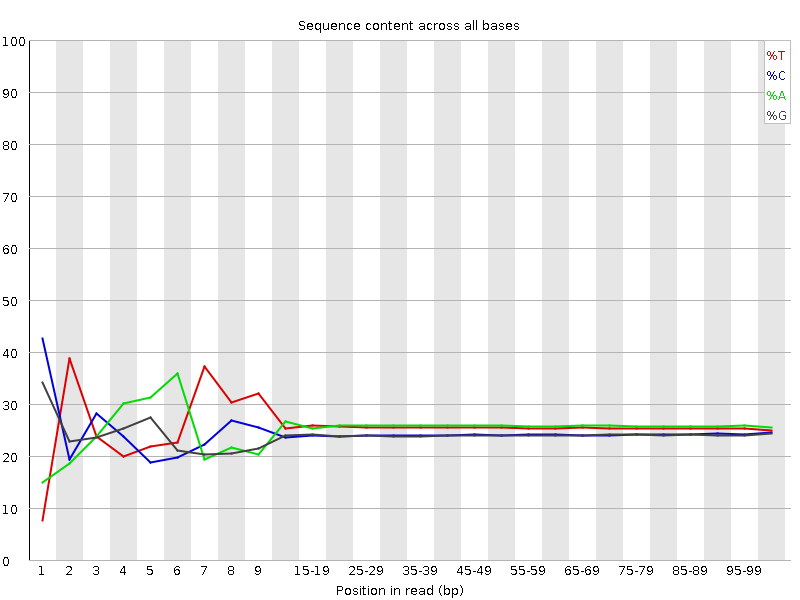 Sequence content across all bases
100
90
80
70
60
50
40
30
20
10
0
%T
%C
%A
%G
1 2 3 4 5 6 7 8 9 15-19 25-29 35-39 45-49 55-59 65-69 75-79 85-89 95-99
Position in read (bp)